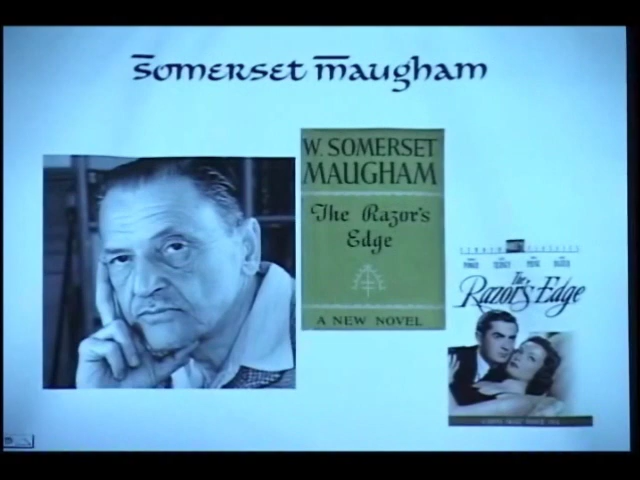 Somerset Maugham
W. SOMERSET
MAUGHAM
The Razor's
Edge
A NEW NOVEL
The
Razor's Edge